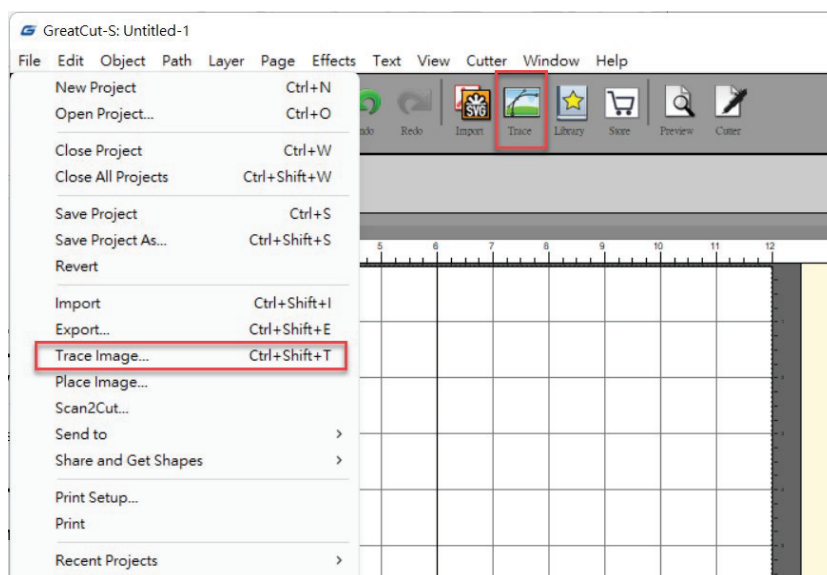 GreatCut-S: Untitled-1
File Edit Object Path Layer Page Effects Text View Cutter Window Help
New Project Ctrl+N
Open Project... Ctrl+O
Close Project Ctrl+W
Close All Projects Ctrl+Shift+W
Save Project Ctrl+S
Save Project As... Ctrl+Shift+S
Revert
Import Ctrl+Shift+I
Export... Ctrl+Shift+E
Trace Image... Ctrl+Shift+T
Place Image...
Scan2Cut...
Send to
Share and Get Shapes
Print Setup...
Print
Recent Projects
SVG
Redo Import Trace Library Store Preview Cutter
5 6 7 8 9 10 11 12